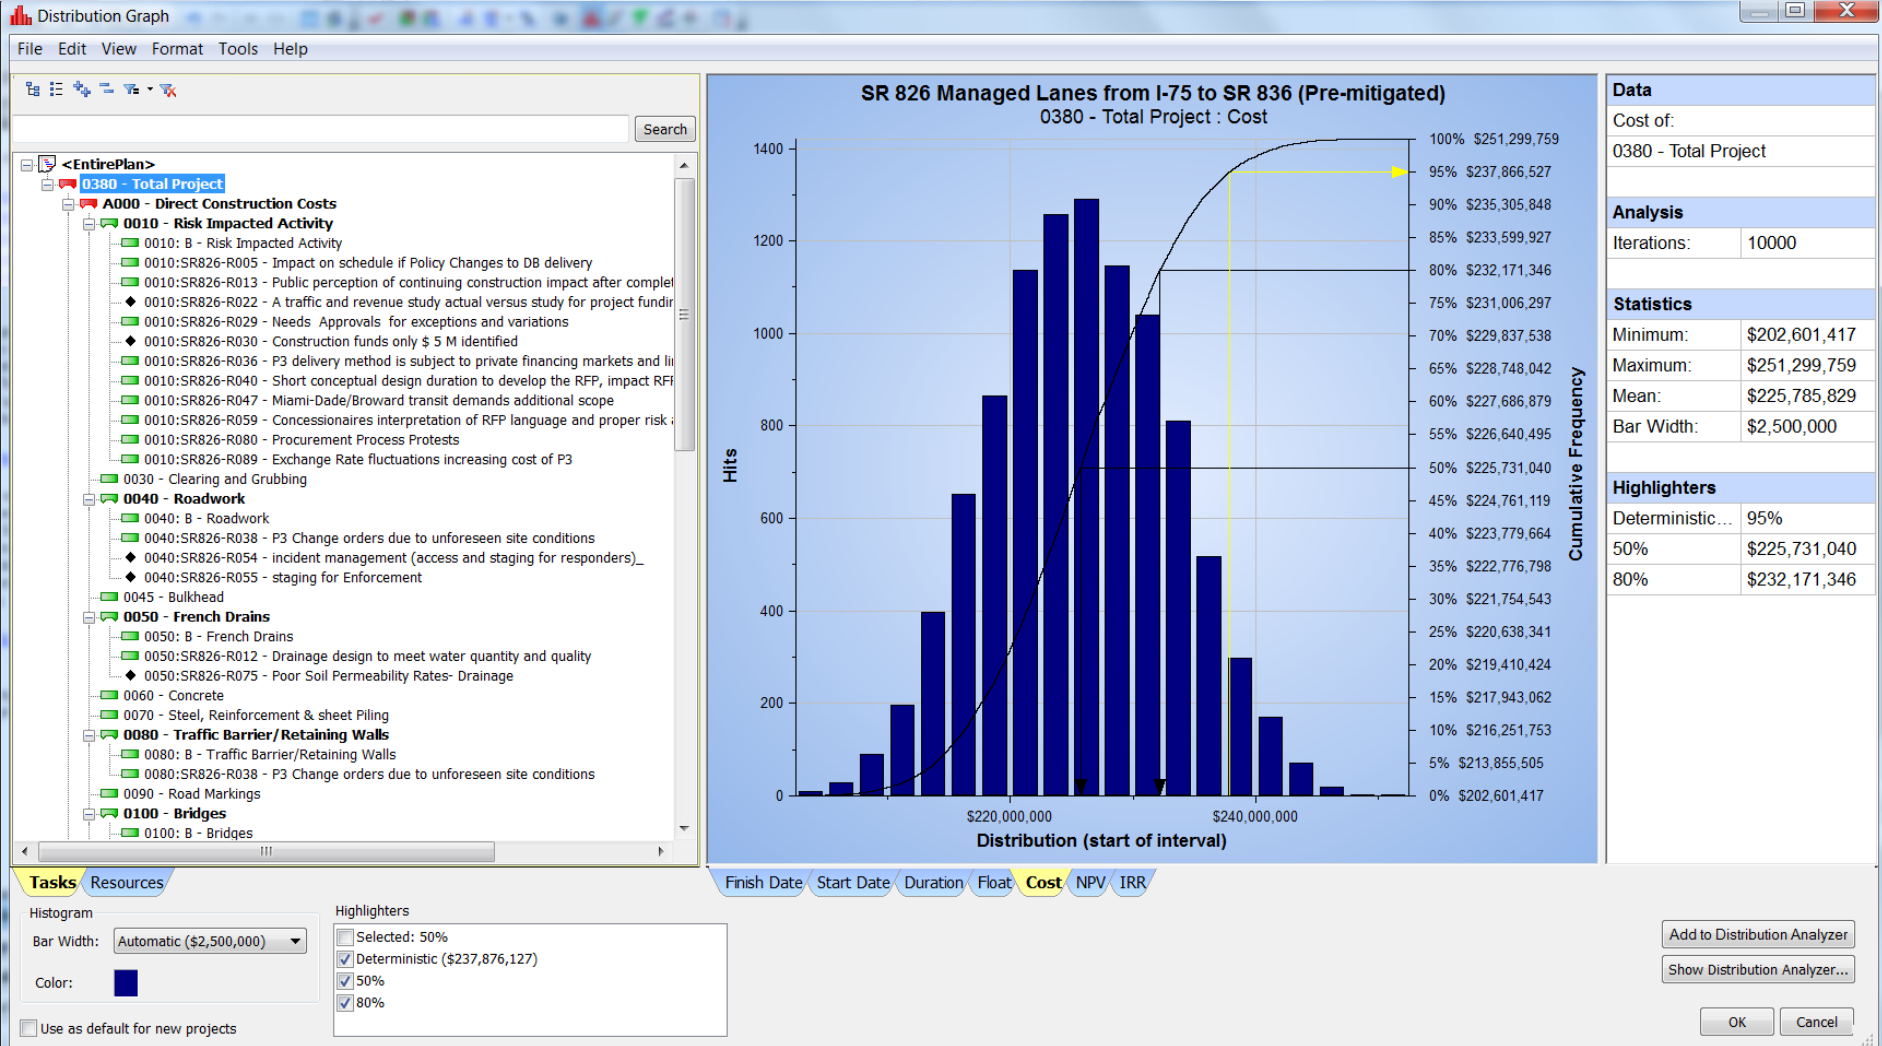 Distribution Graph
File Edit View Format Tools Help
Search
<EntirePlan>
0380 - Total Project
A000 - Direct Construction Costs
0010 - Risk Impacted Activity
0010: B - Risk Impacted Activity
0010:SR826-R005 - Impact on schedule if Policy Changes to DB delivery
0010:SR826-R013 - Public perception of continuing construction impact after complet
0010:SR826-R022 - A traffic and revenue study actual versus study for project fundin
0010:SR826-R029 - Needs  Approvals  for exceptions and variations
0010:SR826-R030 - Construction funds only $ 5 M identified
0010:SR826-R036 - P3 delivery method is subject to private financing markets and li
0010:SR826-R040 - Short conceptual design duration to develop the RFP, impact RFP
0010:SR826-R047 - Miami-Dade/Broward transit demands additional scope
0010:SR826-R059 - Concessionaires interpretation of RFP language and proper risk a
0010:SR826-R080 - Procurement Process Protests
0010:SR826-R089 - Exchange Rate fluctuations increasing cost of P3
0030 - Clearing and Grubbing
0040 - Roadwork
0040: B - Roadwork
0040:SR826-R038 - P3 Change orders due to unforeseen site conditions
0040:SR826-R054 - incident management (access and staging for responders)_
0040:SR826-R055 - staging for Enforcement
0045 - Bulkhead
0050 - French Drains
0050: B - French Drains
0050:SR826-R012 - Drainage design to meet water quantity and quality
0050:SR826-R075 - Poor Soil Permeability Rates- Drainage
0060 - Concrete
0070 - Steel, Reinforcement & sheet Piling
0080 - Traffic Barrier/Retaining Walls
0080: B - Traffic Barrier/Retaining Walls
0080:SR826-R038 - P3 Change orders due to unforeseen site conditions
0090 - Road Markings
0100 - Bridges
0100: B - Bridges
Tasks Resources
SR 826 Managed Lanes from I-75 to SR 836 (Pre-mitigated)
0380 - Total Project : Cost
Hits
1400
1200
1000
800
600
400
200
0
$220,000,000 $240,000,000
Distribution (start of interval)
100% $251,299,759
95% $237,866,527
90% $235,305,848
85% $233,599,927
80% $232,171,346
75% $231,006,297
70% $229,837,538
65% $228,748,042
60% $227,686,879
55% $226,640,495
50% $225,731,040
45% $224,761,119
40% $223,779,664
35% $222,776,798
30% $221,754,543
25% $220,638,341
20% $219,410,424
15% $217,943,062
10% $216,251,753
5% $213,855,505
0% $202,601,417
Cumulative Frequency
Finish Date Start Date Duration Float Cost NPV IRR
Data
Cost of:
0380 - Total Project
Analysis
Iterations: 10000
Statistics
Minimum: $202,601,417
Maximum: $251,299,759
Mean: $225,785,829
Bar Width: $2,500,000
Highlighters
Deterministic... 95%
50% $225,731,040
80% $232,171,346
Histogram
Bar Width: Automatic ($2,500,000)
Color:
Use as default for new projects
Highlighters
Selected: 50%
Deterministic ($237,876,127)
50%
80%
Add to Distribution Analyzer
Show Distribution Analyzer...
OK Cancel